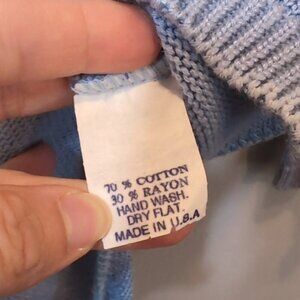 70 % COTTON
30 % RAYON
HAND WASH.
DRY FLAT.
MADE IN U.S.A